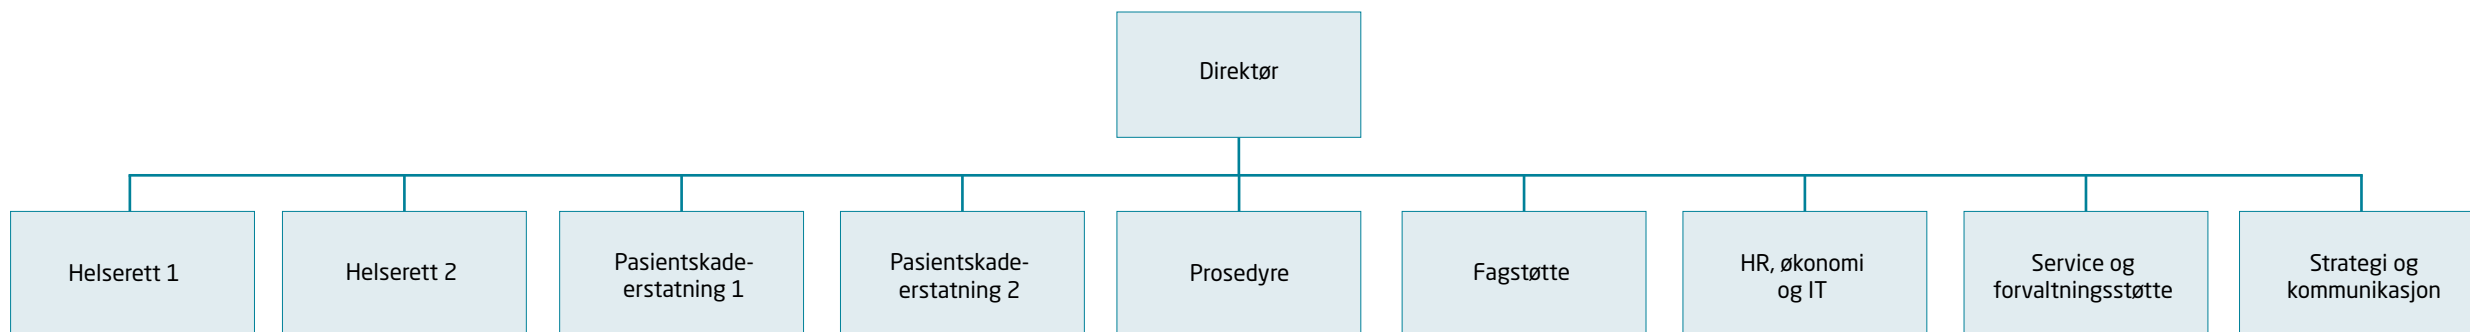 Direktør
Helserett 1
Helserett 2
Pasientskade-
erstatning 1
Pasientskade-
erstatning 2
Prosedyre
Fagstøtte
HR, økonomi
og IT
Service og
forvaltningsstøtte
Strategi og
kommunikasjon